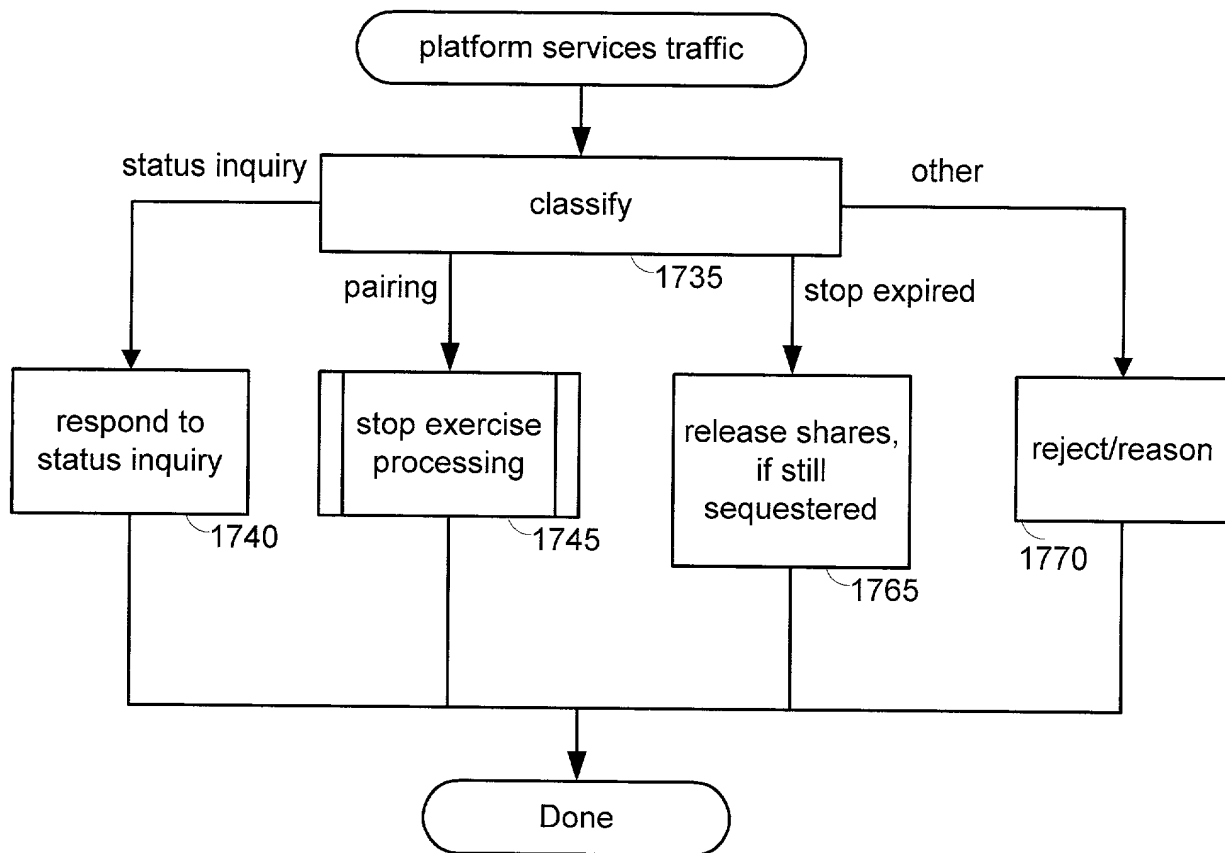 platform services traffic
status inquiry
other
classify
1735
pairing
stop expired
respond to
status inquiry
1740
stop exercise
processing
1745
release shares,
if still
sequestered
1765
reject/reason
1770
Done